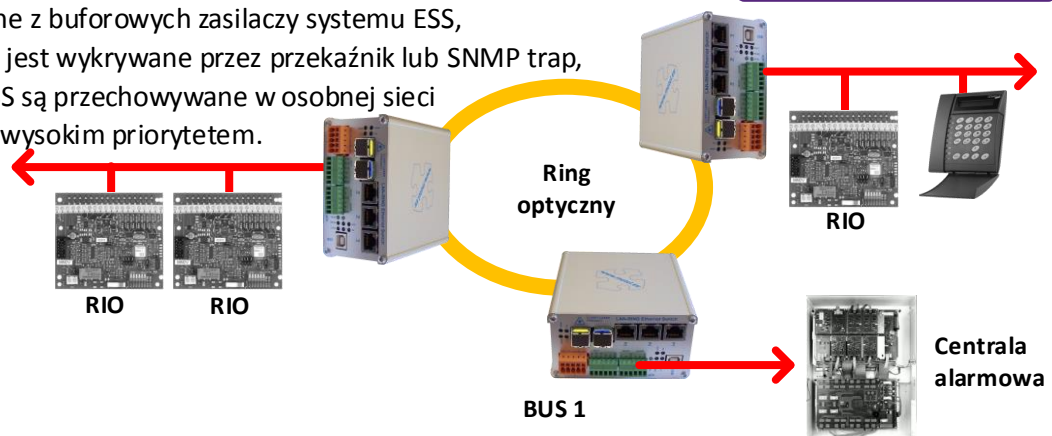 ne z buforowych zasilaczy systemu ESS,
jest wykrywane przez przekaźnik lub SNMP trap,
S są przechowywane w osobnej sieci
wysokim priorytetem.
Ring
optyczny
RIO
RIO
RIO
BUS 1
Centrala
alarmowa